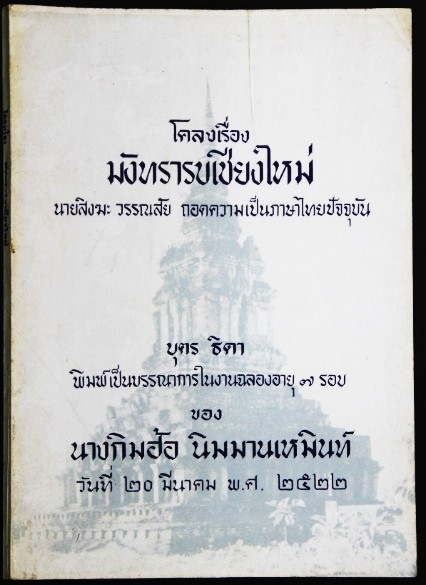 โคลงเรื่อง
มังทรารบเชียงใหม่
นายสิงฆะ วรรณสัย ถอดความเป็นภาษาไทยปัจจุบัน
บุตร ธิดา
พิมพ์เป็นบรรณาการในงานฉลองอายุ ๗ รอบ
ของ
นางกิมฮ้อ นิมมานเหมินท์
วันที่ ๒๐ มีนาคม พ.ศ. ๒๕๒๒